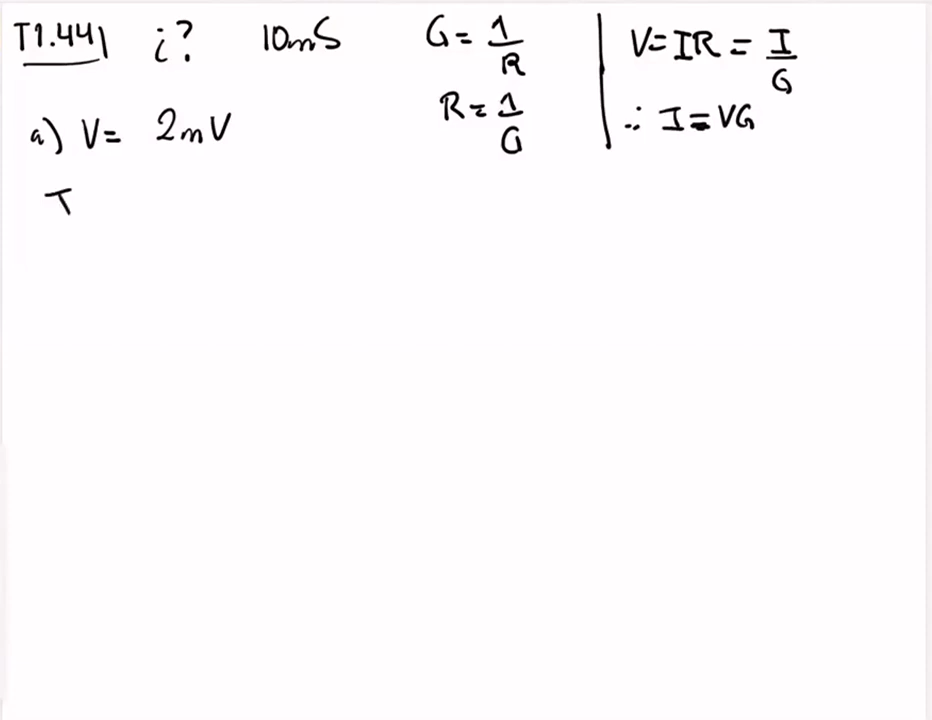 T1.44) i? 10mS G = 1/R
R = 1/G
V = IR = I/G
∴ I = VG
a) V = 2mV